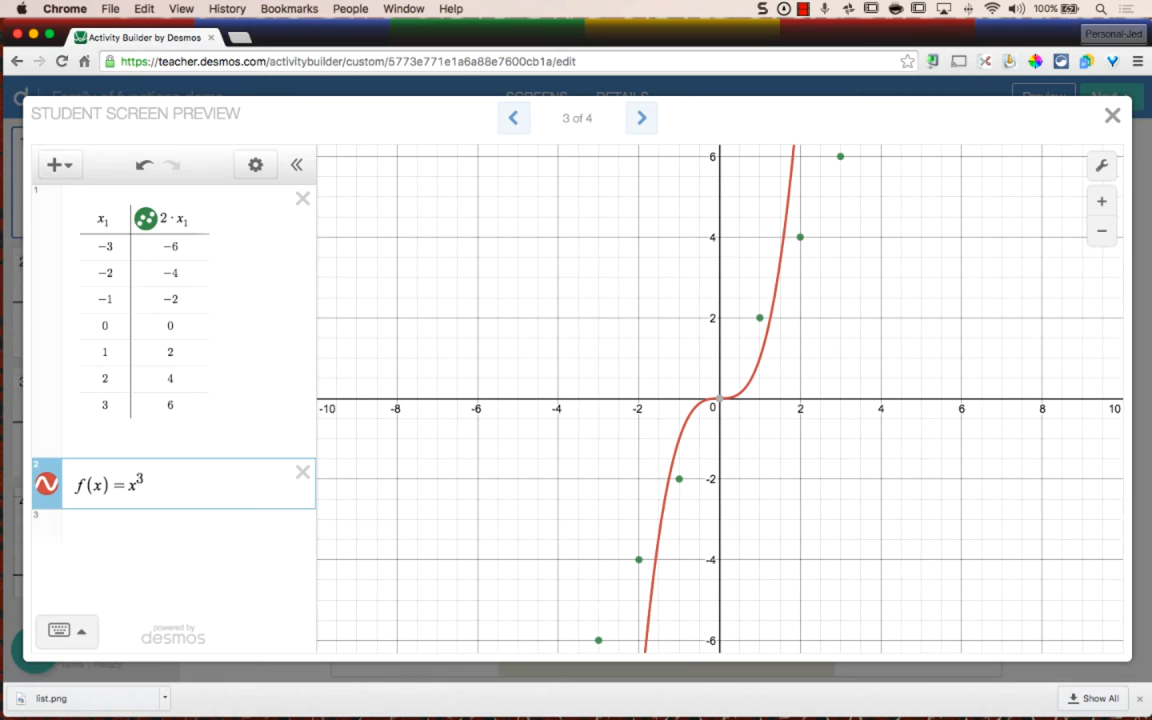 Chrome File Edit View History Bookmarks People Window Help 100%
Activity Builder by Desmos Personal-Jed
https://teacher.desmos.com/activitybuilder/custom/5773e771e1a6a88e7600cb1a/edit
STUDENT SCREEN PREVIEW 3 of 4
1
x₁ 2 · x₁
−3 −6
−2 −4
−1 −2
0 0
1 2
2 4
3 6
2
f(x) = x³
3
powered by
desmos
6
4
2
-10 -8 -6 -4 -2 0 2 4 6 8 10
-2
-4
-6
list.png Show All